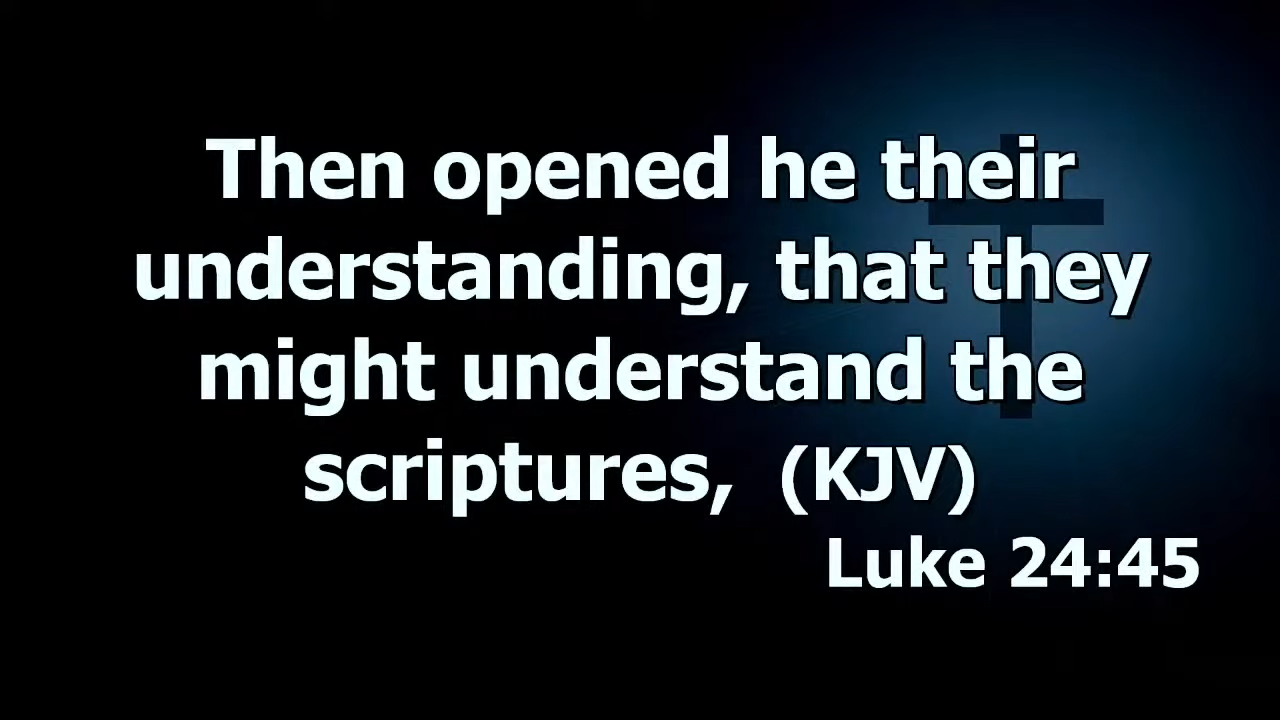 Then opened he their
understanding, that they
might understand the
scriptures, (KJV)
Luke 24:45